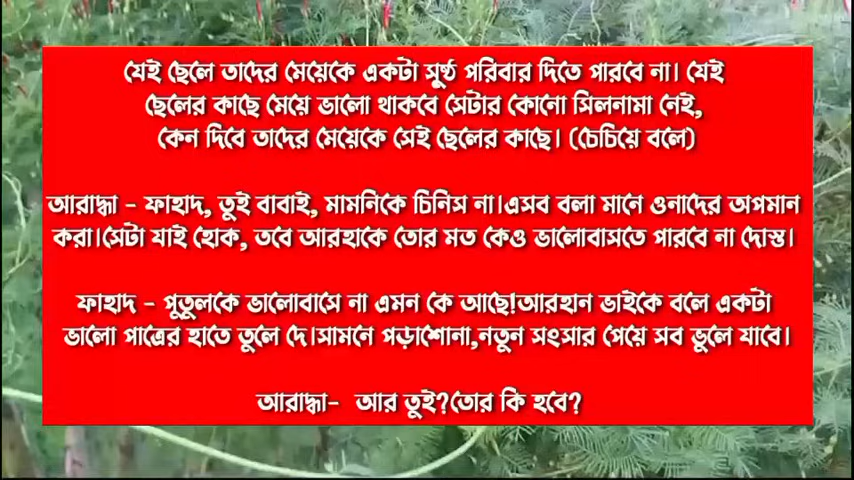 যেই ছেলে তাদের মেয়েকে একটা সুষ্ঠ পরিবার দিতে পারবে না। যেই
ছেলের কাছে মেয়ে ভালো থাকবে সেটার কোনো সিলনামা নেই,
কেন দিবে তাদের মেয়েকে সেই ছেলের কাছে। (চেচিয়ে বলে)
আরাদ্ধা - ফাহাদ, তুই বাবাই, মামনিকে চিনিস না।এসব বলা মানে ওনাদের অপমান
করা।সেটা যাই হোক, তবে আরহাকে তোর মত কেও ভালোবাসতে পারবে না দোস্ত।
ফাহাদ - পুতুলকে ভালোবাসে না এমন কে আছে!আরহান ভাইকে বলে একটা
ভালো পাত্রের হাতে তুলে দে।সামনে পড়াশোনা,নতুন সংসার পেয়ে সব ভুলে যাবে।
আরাদ্ধা- আর তুই?তোর কি হবে?